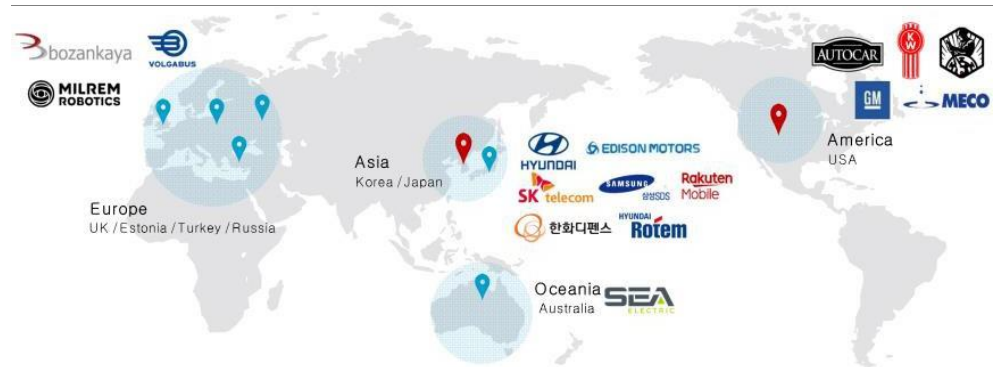 bozankaya
VOLGABUS
MILREM
ROBOTICS
Europe
UK /Estonia /Turkey /Russia
Asia
Korea /Japan
HYUNDAI
EDISON MOTORS
SK telecom
SAMSUNG
삼성SDS
Rakuten
Mobile
한화디펜스
HYUNDAI
Rotem
Oceania
Australia
SEA
ELECTRIC
AUTOCAR
KW
GM
MECO
America
USA